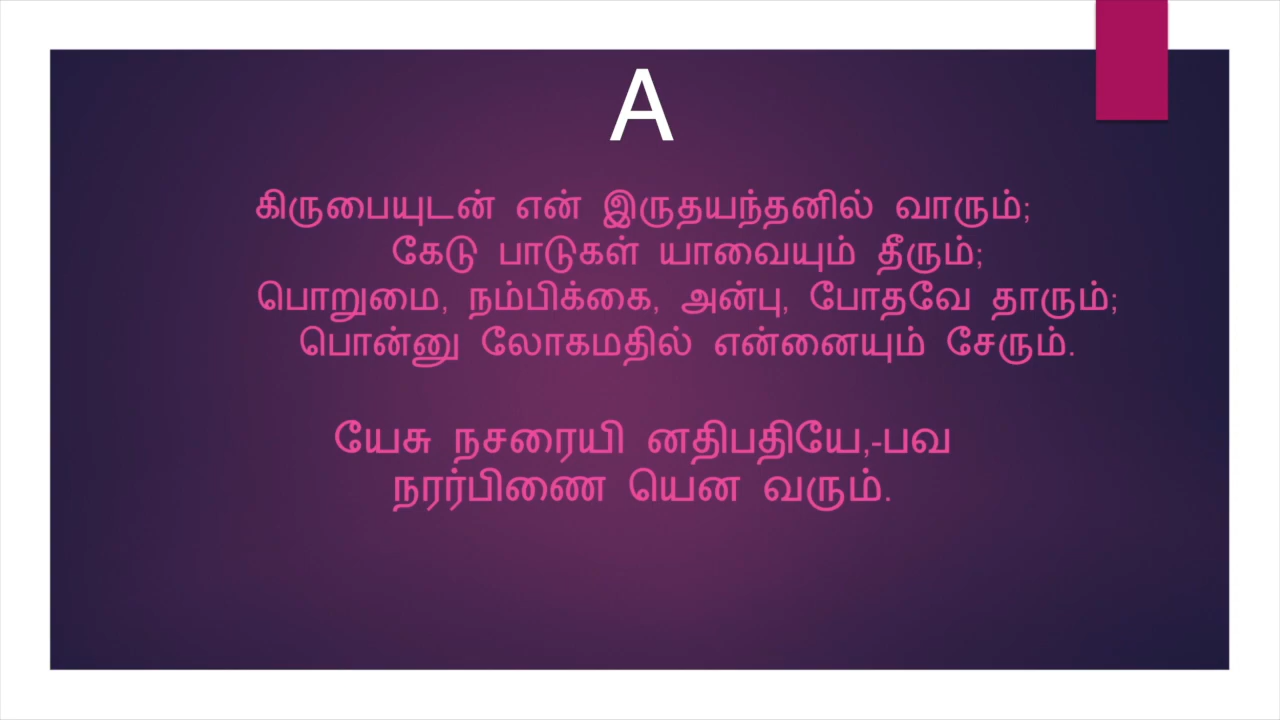 A
கிருபையுடன் என் இருதயந்தனில் வாரும்;
கேடு பாடுகள் யாவையும் தீரும்;
பொறுமை, நம்பிக்கை, அன்பு, போதவே தாரும்;
பொன்னு லோகமதில் என்னையும் சேரும்.
யேசு நசரையி னதிபதியே,-பவ
நரர்பிணை யென வரும்.